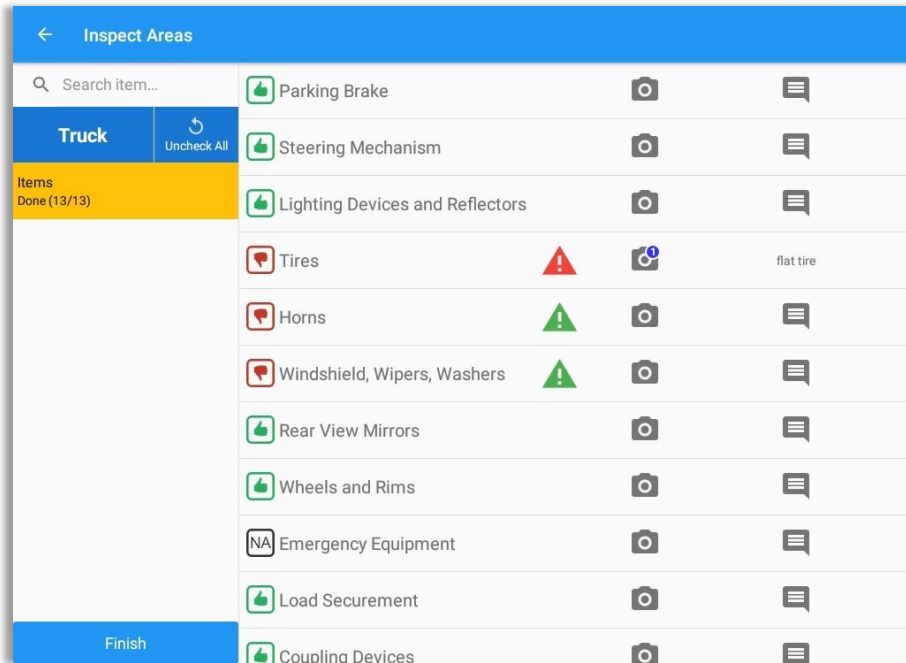 Inspect Areas
Search item...
Truck
Uncheck All
Items
Done (13/13)
Parking Brake
Steering Mechanism
Lighting Devices and Reflectors
Tires
1
flat tire
Horns
Windshield, Wipers, Washers
Rear View Mirrors
Wheels and Rims
NA Emergency Equipment
Load Securement
Coupling Devices
Finish